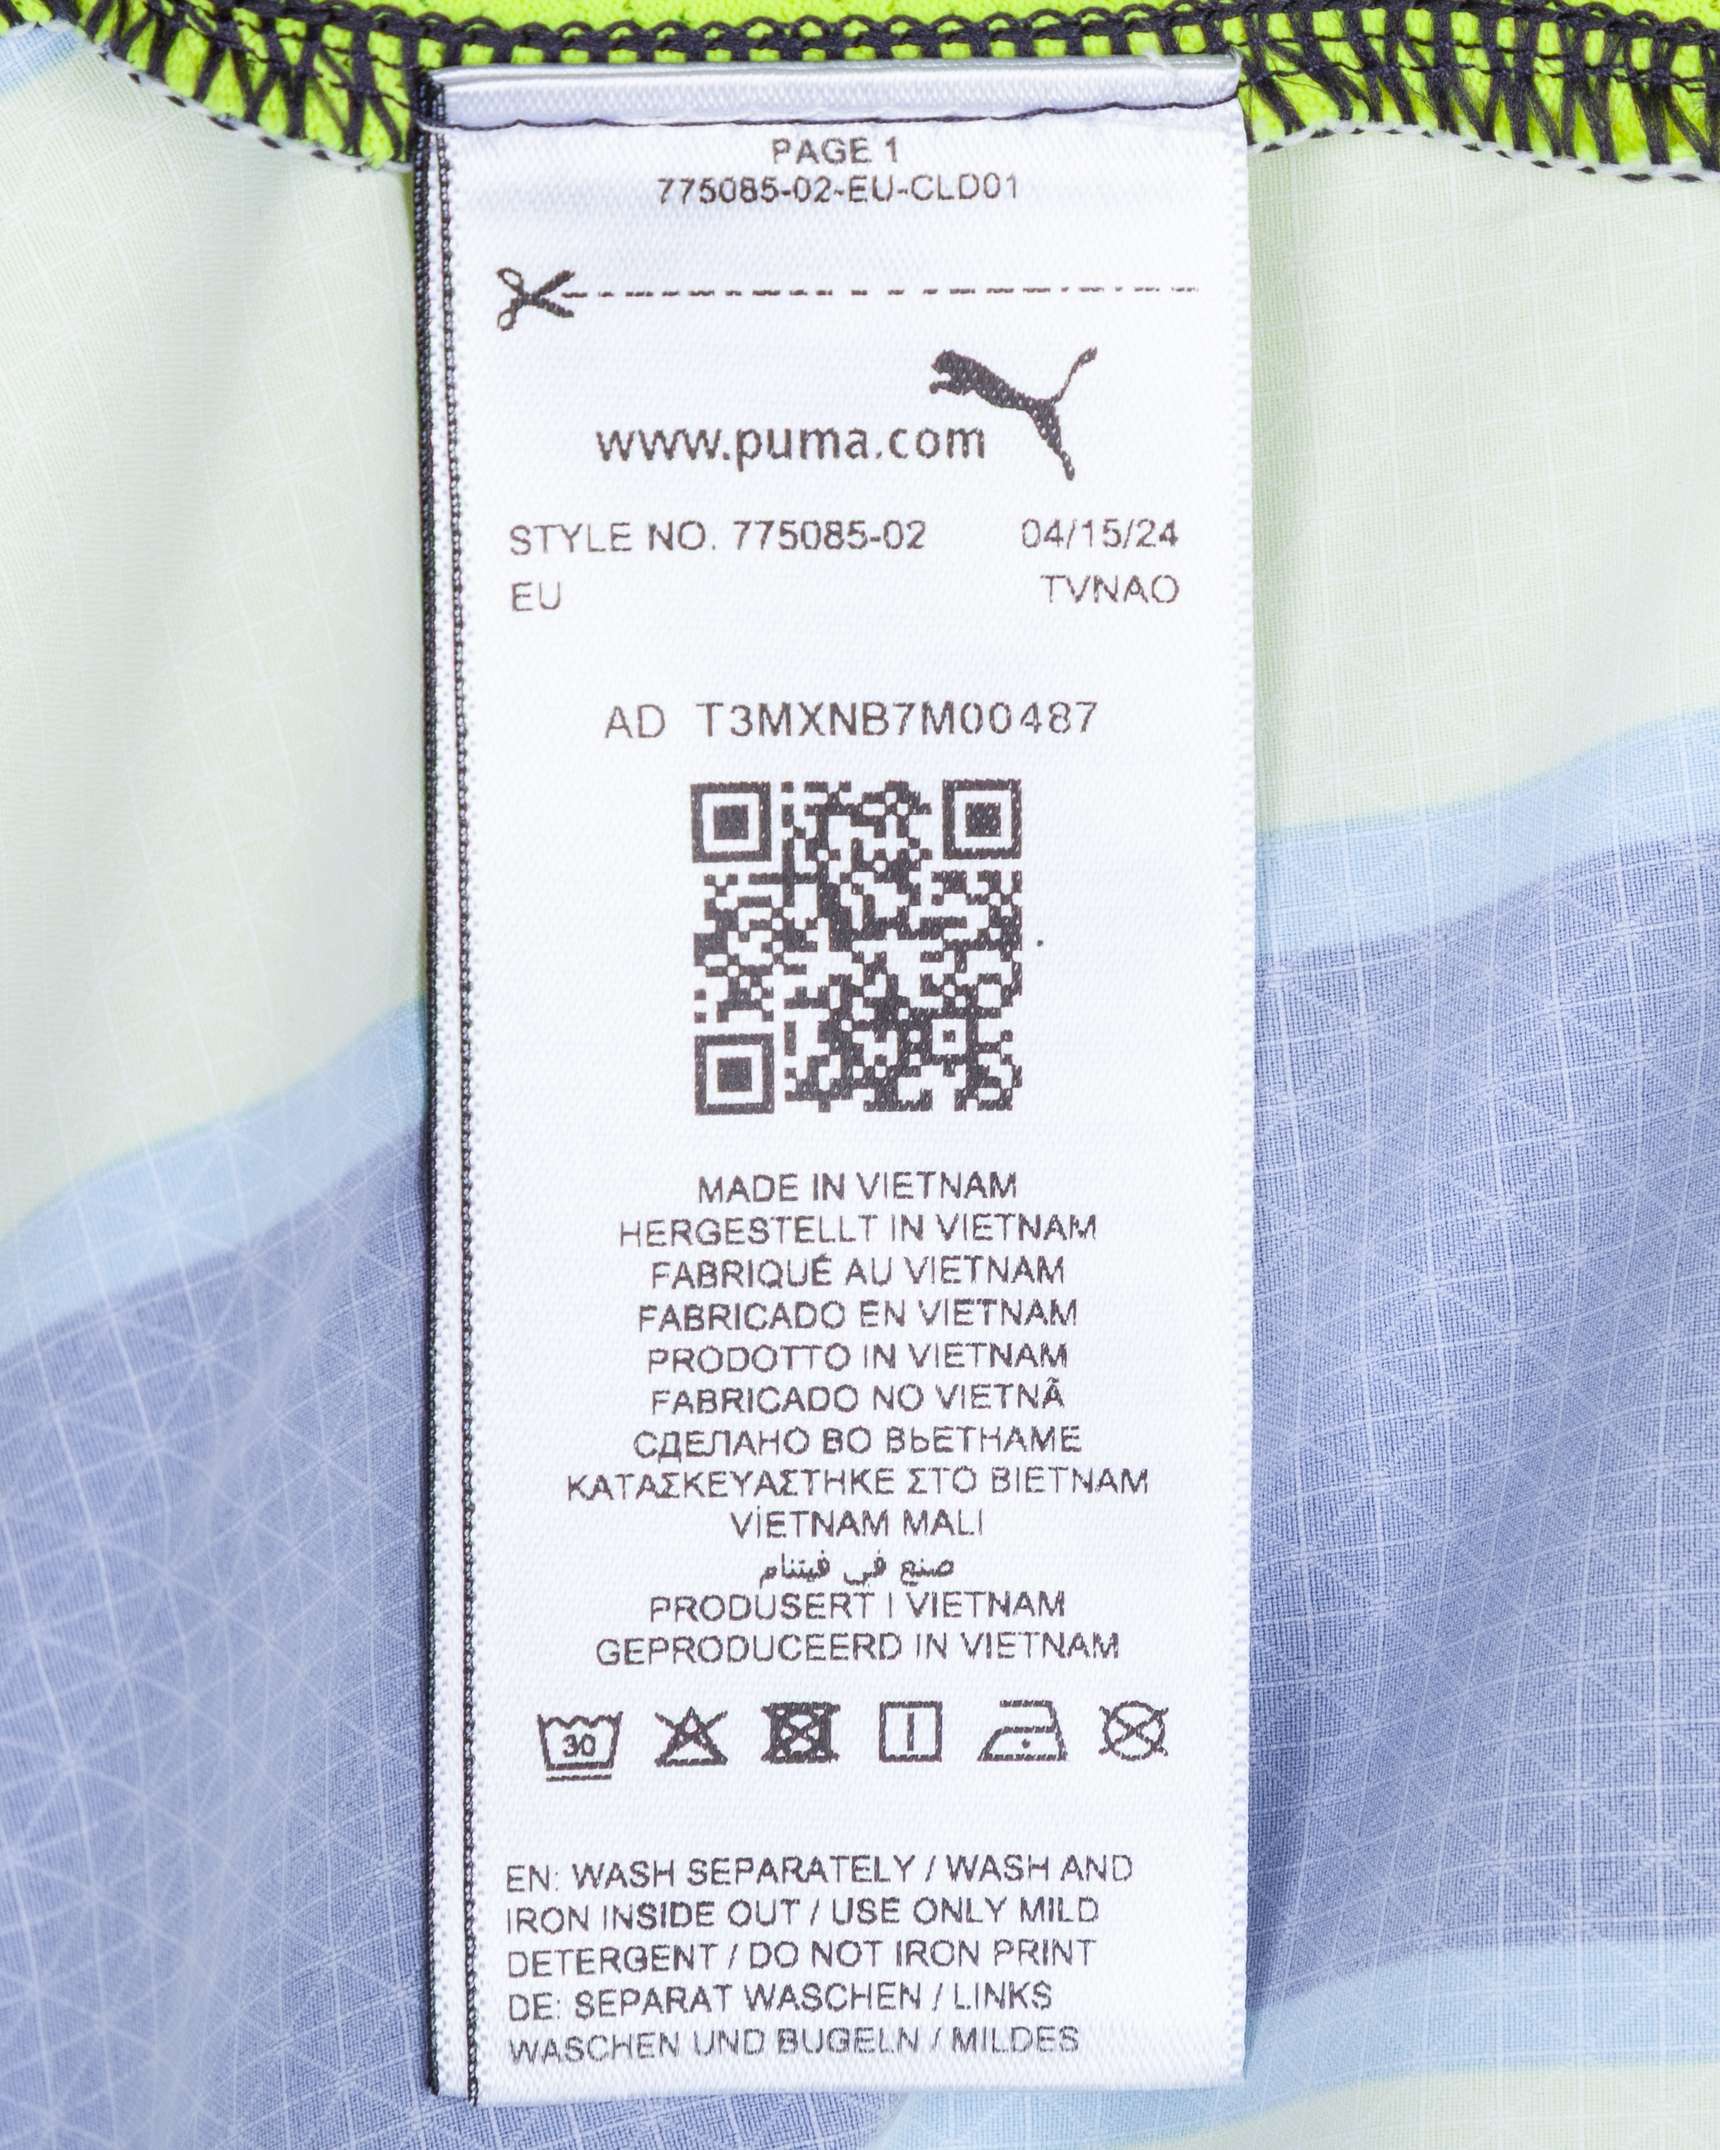 PAGE 1
775085-02-EU-CLD01
www.puma.com
STYLE NO. 775085-02 04/15/24
EU TVNAO
AD T3MXNB7M00487
MADE IN VIETNAM
HERGESTELLT IN VIETNAM
FABRIQUÉ AU VIETNAM
FABRICADO EN VIETNAM
PRODOTTO IN VIETNAM
FABRICADO NO VIETNÃ
СДЕЛАНО ВО ВЬЕТНАМЕ
ΚΑΤΑΣΚΕΥΑΣΤΗΚΕ ΣΤΟ ΒΙΕΤΝΑΜ
VİETNAM MALI
صنع في فيتنام
PRODUSERT I VIETNAM
GEPRODUCEERD IN VIETNAM
30
EN: WASH SEPARATELY / WASH AND
IRON INSIDE OUT / USE ONLY MILD
DETERGENT / DO NOT IRON PRINT
DE: SEPARAT WASCHEN / LINKS
WASCHEN UND BUGELN / MILDES